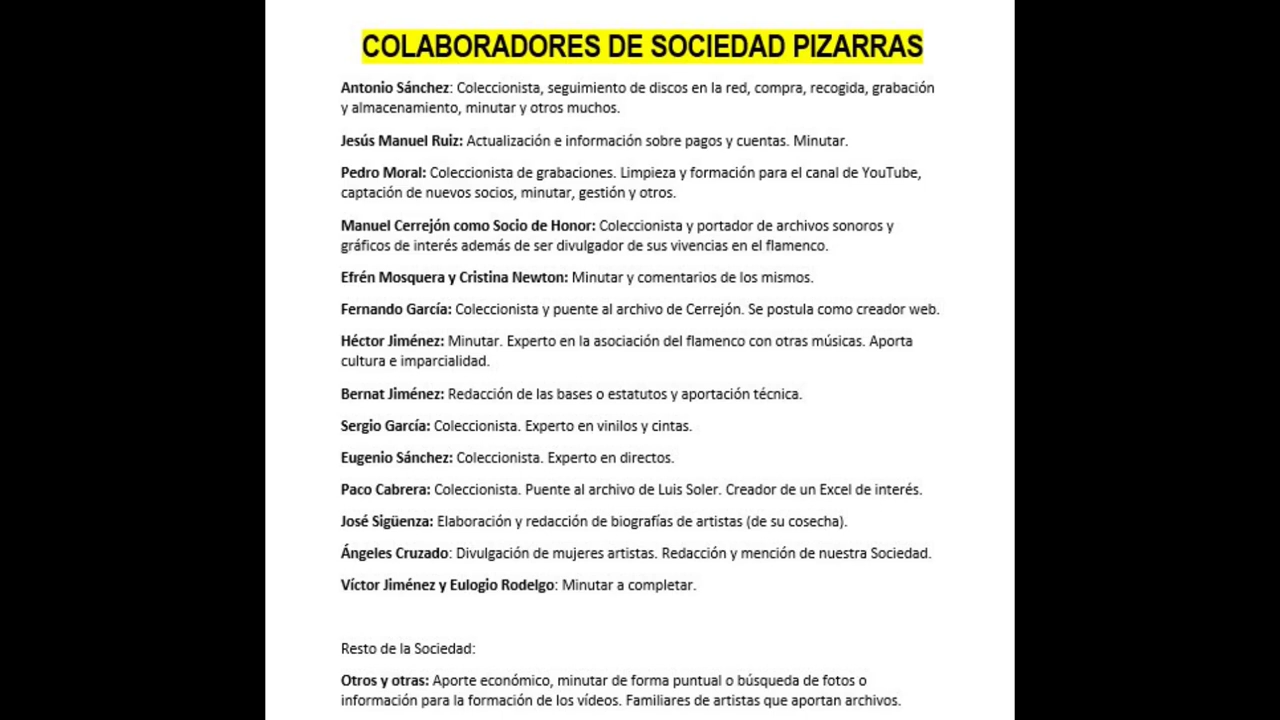 COLABORADORES DE SOCIEDAD PIZARRAS
Antonio Sánchez: Coleccionista, seguimiento de discos en la red, compra, recogida, grabación
y almacenamiento, minutar y otros muchos.
Jesús Manuel Ruiz: Actualización e información sobre pagos y cuentas. Minutar.
Pedro Moral: Coleccionista de grabaciones. Limpieza y formación para el canal de YouTube,
captación de nuevos socios, minutar, gestión y otros.
Manuel Cerrejón como Socio de Honor: Coleccionista y portador de archivos sonoros y
gráficos de interés además de ser divulgador de sus vivencias en el flamenco.
Efrén Mosquera y Cristina Newton: Minutar y comentarios de los mismos.
Fernando García: Coleccionista y puente al archivo de Cerrejón. Se postula como creador web.
Héctor Jiménez: Minutar. Experto en la asociación del flamenco con otras músicas. Aporta
cultura e imparcialidad.
Bernat Jiménez: Redacción de las bases o estatutos y aportación técnica.
Sergio García: Coleccionista. Experto en vinilos y cintas.
Eugenio Sánchez: Coleccionista. Experto en directos.
Paco Cabrera: Coleccionista. Puente al archivo de Luis Soler. Creador de un Excel de interés.
José Sigüenza: Elaboración y redacción de biografías de artistas (de su cosecha).
Ángeles Cruzado: Divulgación de mujeres artistas. Redacción y mención de nuestra Sociedad.
Víctor Jiménez y Eulogio Rodelgo: Minutar a completar.
Resto de la Sociedad:
Otros y otras: Aporte económico, minutar de forma puntual o búsqueda de fotos o
información para la formación de los vídeos. Familiares de artistas que aportan archivos.